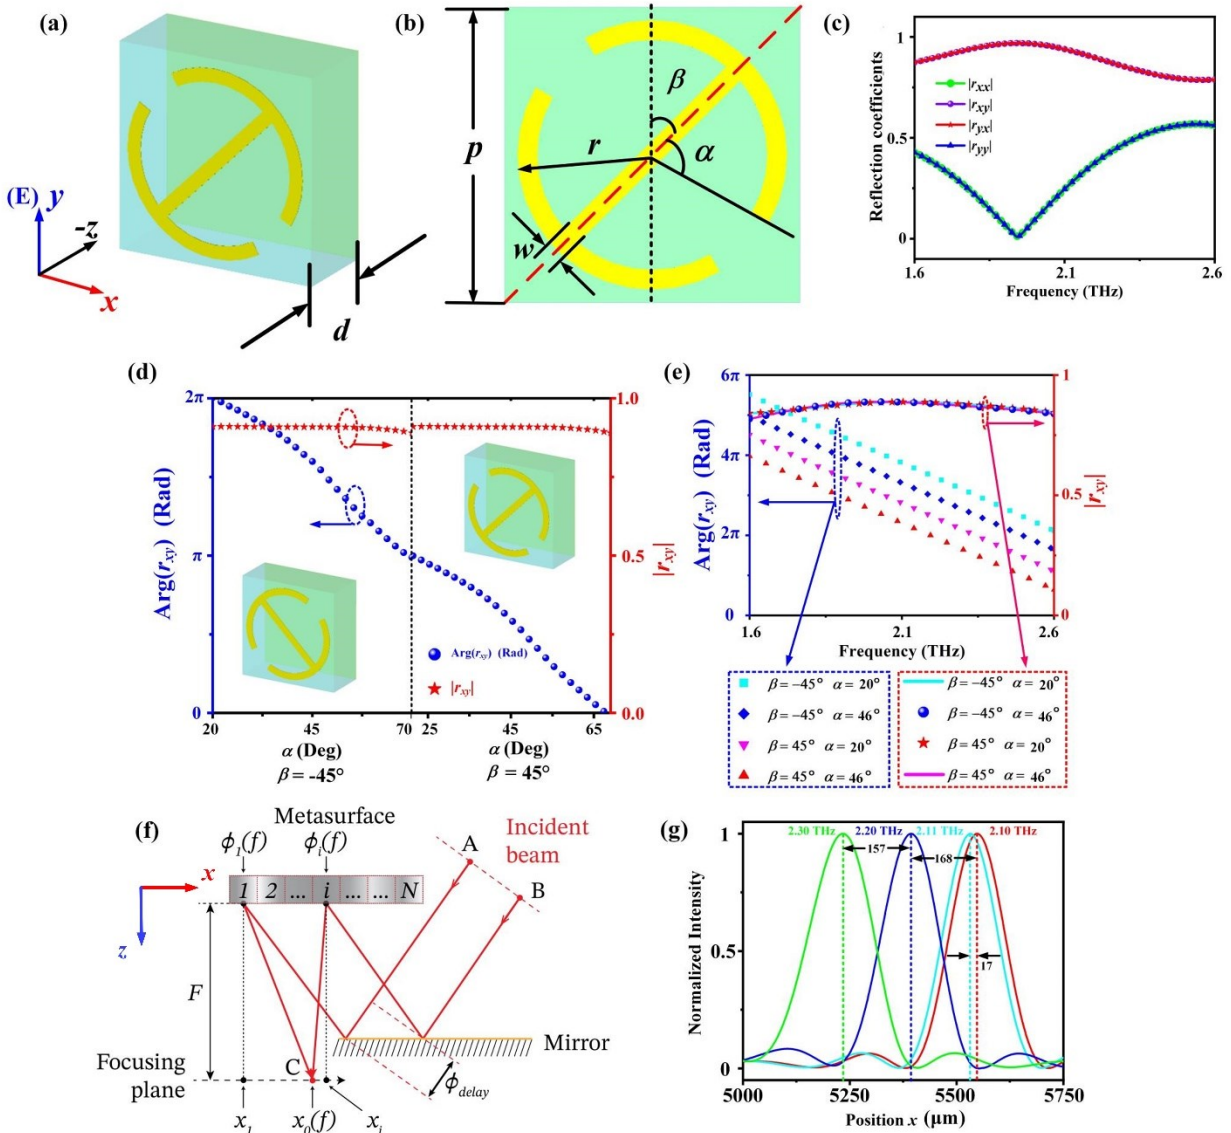 (a)
(E) y
-z
x
d
(b)
p
r
β
α
w
(c)
Reflection coefficients
1
0.5
0
|rxx|
|rxy|
|ryx|
|ryy|
1.6 2.1 2.6
Frequency (THz)
(d)
Arg(rxy) (Rad)
2π
π
0
1.0
0.5
0.0
|rxy|
Arg(rxy) (Rad)
|rxy|
20 45 70 25 45 65
α (Deg) α (Deg)
β = -45° β = 45°
(e)
Arg(rxy) (Rad)
6π
4π
2π
0
1
0.5
0
|rxy|
1.6 2.1 2.6
Frequency (THz)
β = −45° α = 20°
β = −45° α = 46°
β = 45° α = 20°
β = 45° α = 46°
β = −45° α = 20°
β = −45° α = 46°
β = 45° α = 20°
β = 45° α = 46°
(f)
Metasurface
ϕ1(f) ϕi(f)
Incident
beam
A
B
x
z
1 2 ... i ... ... N
F
Mirror
Focusing
plane
C
ϕdelay
x1 x0(f) xi
(g)
Normalized Intensity
1
0.5
0
2.30 THz 2.20 THz 2.11 THz 2.10 THz
157
168
17
5000 5250 5500 5750
Position x (μm)